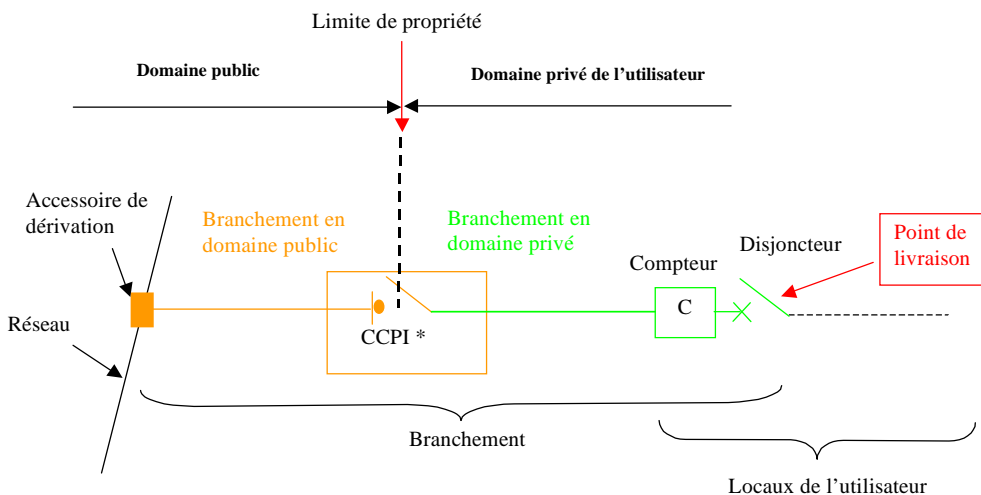 Limite de propriété
Domaine public
Domaine privé de l’utilisateur
Accessoire de
dérivation
Branchement en
domaine public
Branchement en
domaine privé
Disjoncteur
Point de
livraison
Compteur
C
Réseau
CCPI *
Branchement
Locaux de l’utilisateur